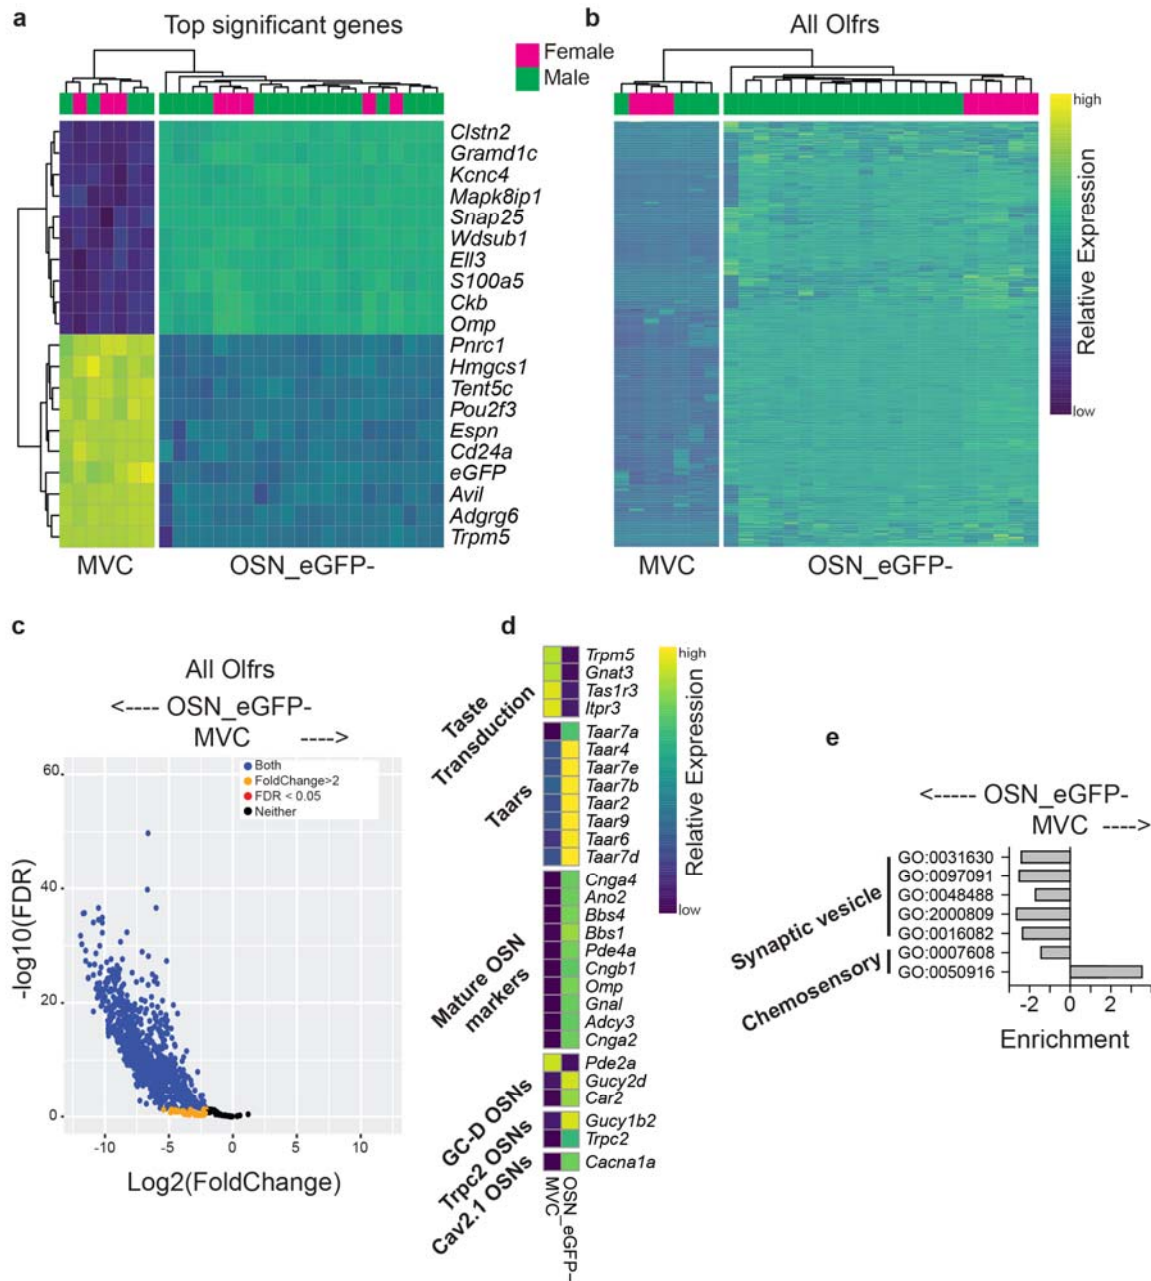 a
Top significant genes
Female
Male
Clstn2
Gramd1c
Kcnc4
Mapk8ip1
Snap25
Wdsub1
Ell3
S100a5
Ckb
Omp
Pnrc1
Hmgcs1
Tent5c
Pou2f3
Espn
Cd24a
eGFP
Avil
Adgrg6
Trpm5
MVC
OSN_eGFP-
b
All Olfrs
high
Relative Expression
low
MVC
OSN_eGFP-
c
All Olfrs
<---- OSN_eGFP-
MVC ---->
Both
FoldChange>2
FDR < 0.05
Neither
60
40
20
0
-log10(FDR)
-10
-5
0
5
10
Log2(FoldChange)
d
Taste
Transduction
Trpm5
Gnat3
Tas1r3
Itpr3
Taars
Taar7a
Taar4
Taar7e
Taar7b
Taar2
Taar9
Taar6
Taar7d
Mature OSN
markers
Cnga4
Ano2
Bbs4
Bbs1
Pde4a
Cngb1
Omp
Gnal
Adcy3
Cnga2
GC-D OSNs
Pde2a
Gucy2d
Car2
Trpc2 OSNs
Gucy1b2
Trpc2
Cav2.1 OSNs
Cacna1a
MVC
OSN_eGFP-
high
Relative Expression
low
e
<----- OSN_eGFP-
MVC ---->
Synaptic vesicle
GO:0031630
GO:0097091
GO:0048488
GO:2000809
GO:0016082
Chemosensory
GO:0007608
GO:0050916
-2
0
2
Enrichment